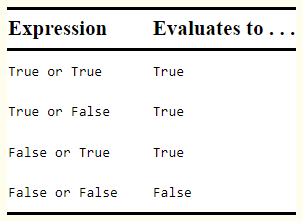 Expression Evaluates to . . .
True or True True
True or False True
False or True True
False or False False